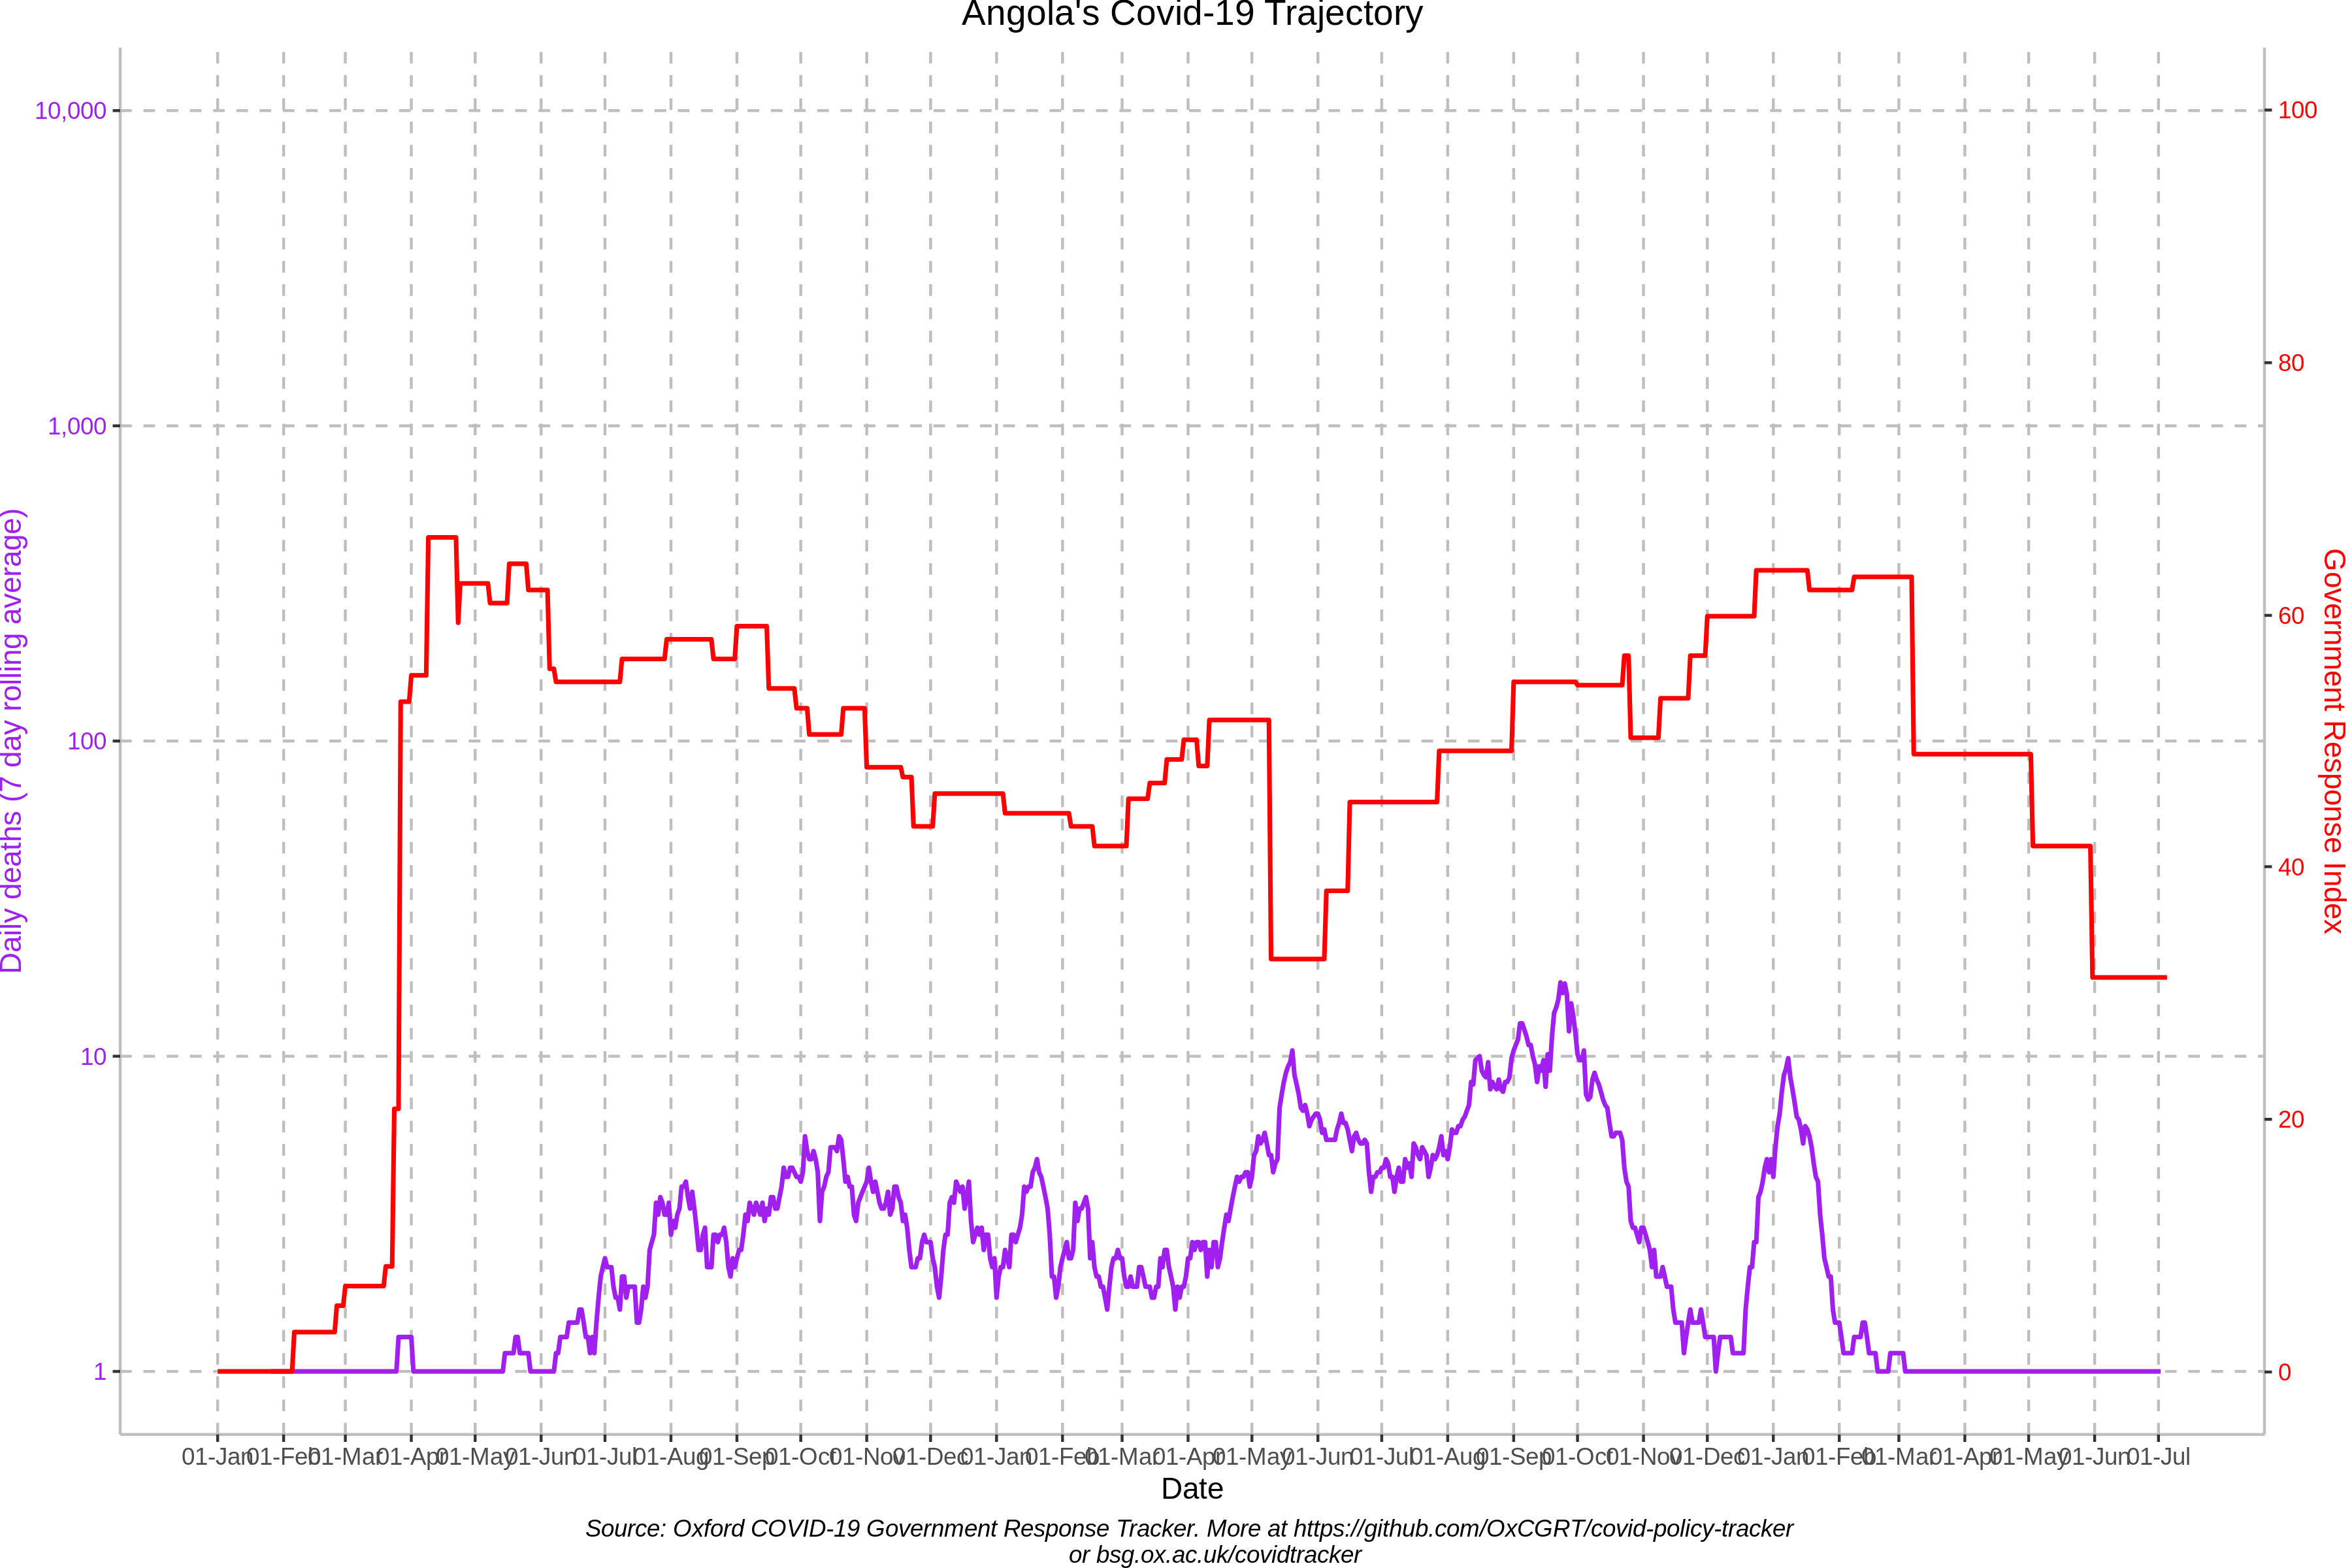 Angola's Covid-19 Trajectory
10,000
1,000
100
10
1
Daily deaths (7 day rolling average)
100
80
60
40
20
0
Government Response Index
01-Jan 01-Feb 01-Mar 01-Apr 01-May 01-Jun 01-Jul 01-Aug 01-Sep 01-Oct 01-Nov 01-Dec 01-Jan 01-Feb 01-Mar 01-Apr 01-May 01-Jun 01-Jul 01-Aug 01-Sep 01-Oct 01-Nov 01-Dec 01-Jan 01-Feb 01-Mar 01-Apr 01-May 01-Jun 01-Jul
Date
Source: Oxford COVID-19 Government Response Tracker. More at https://github.com/OxCGRT/covid-policy-tracker
or bsg.ox.ac.uk/covidtracker